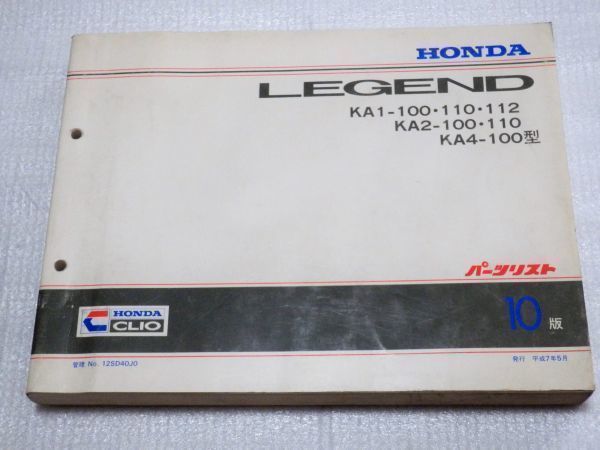 HONDA
LEGEND
KA1-100・110・112
KA2-100・110
KA4-100型
パーツリスト
HONDA
CLIO
10版
管理 No. 12SD40J0
発行 平成7年5月